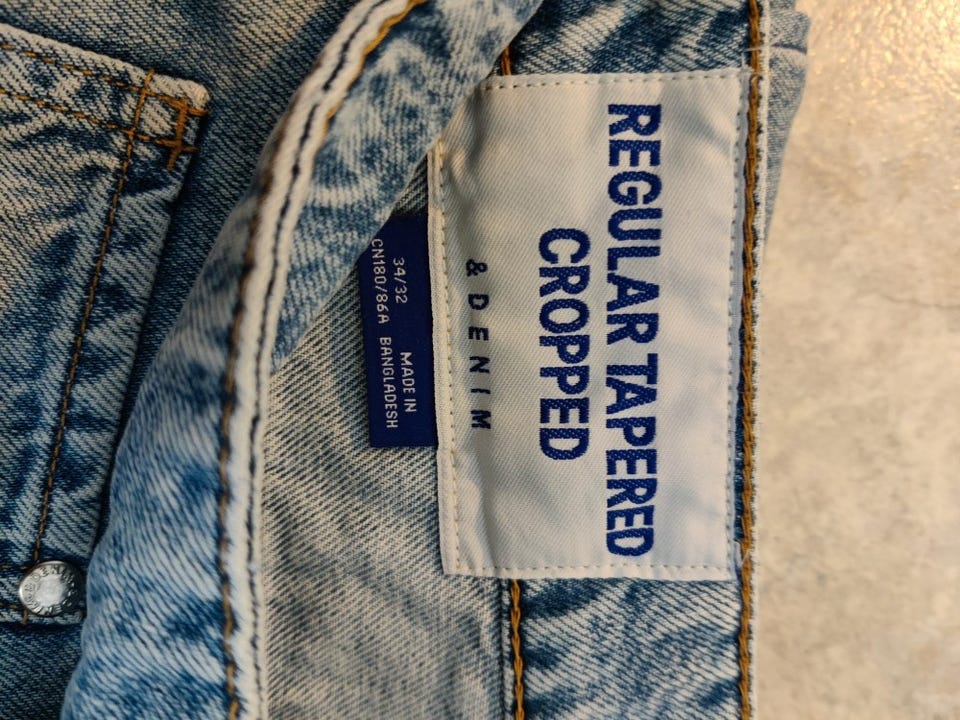 REGULAR TAPERED
CROPPED
& DENIM
34/32 MADE IN
CN180/86A BANGLADESH